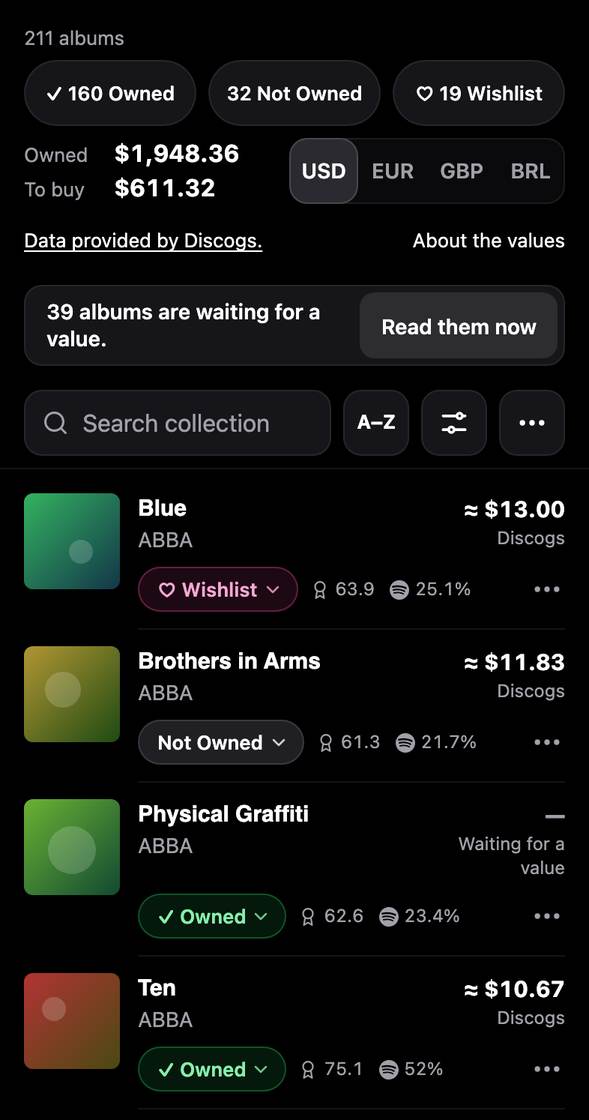 211 albums
✓ 160 Owned
32 Not Owned
♡ 19 Wishlist
Owned $1,948.36
To buy $611.32
USD EUR GBP BRL
Data provided by Discogs.
About the values
39 albums are waiting for a
value.
Read them now
Search collection
A–Z
Blue
≈ $13.00
ABBA
Discogs
♡ Wishlist
63.9
25.1%
Brothers in Arms
≈ $11.83
ABBA
Discogs
Not Owned
61.3
21.7%
Physical Graffiti
—
ABBA
Waiting for a
value
✓ Owned
62.6
23.4%
Ten
≈ $10.67
ABBA
Discogs
✓ Owned
75.1
52%